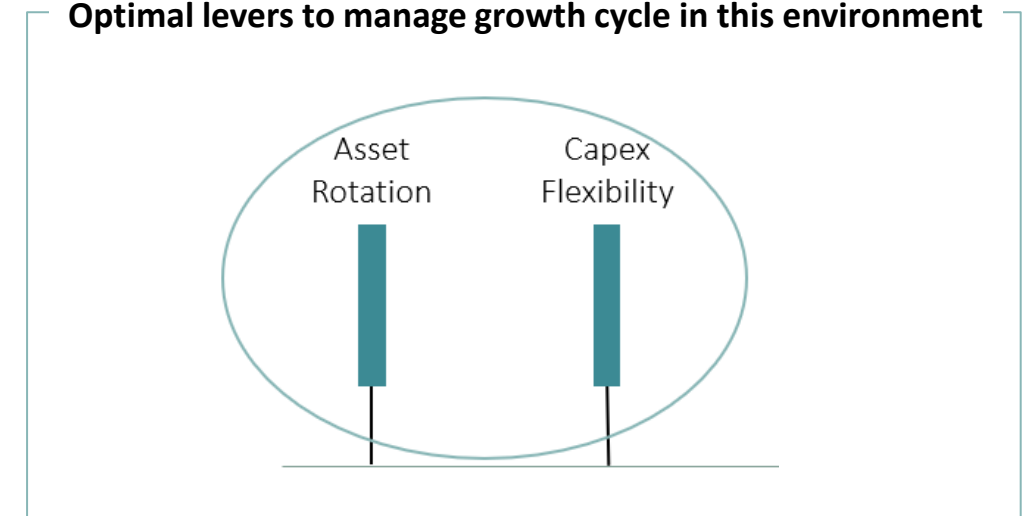 Optimal levers to manage growth cycle in this environment
Asset
Rotation
Capex
Flexibility